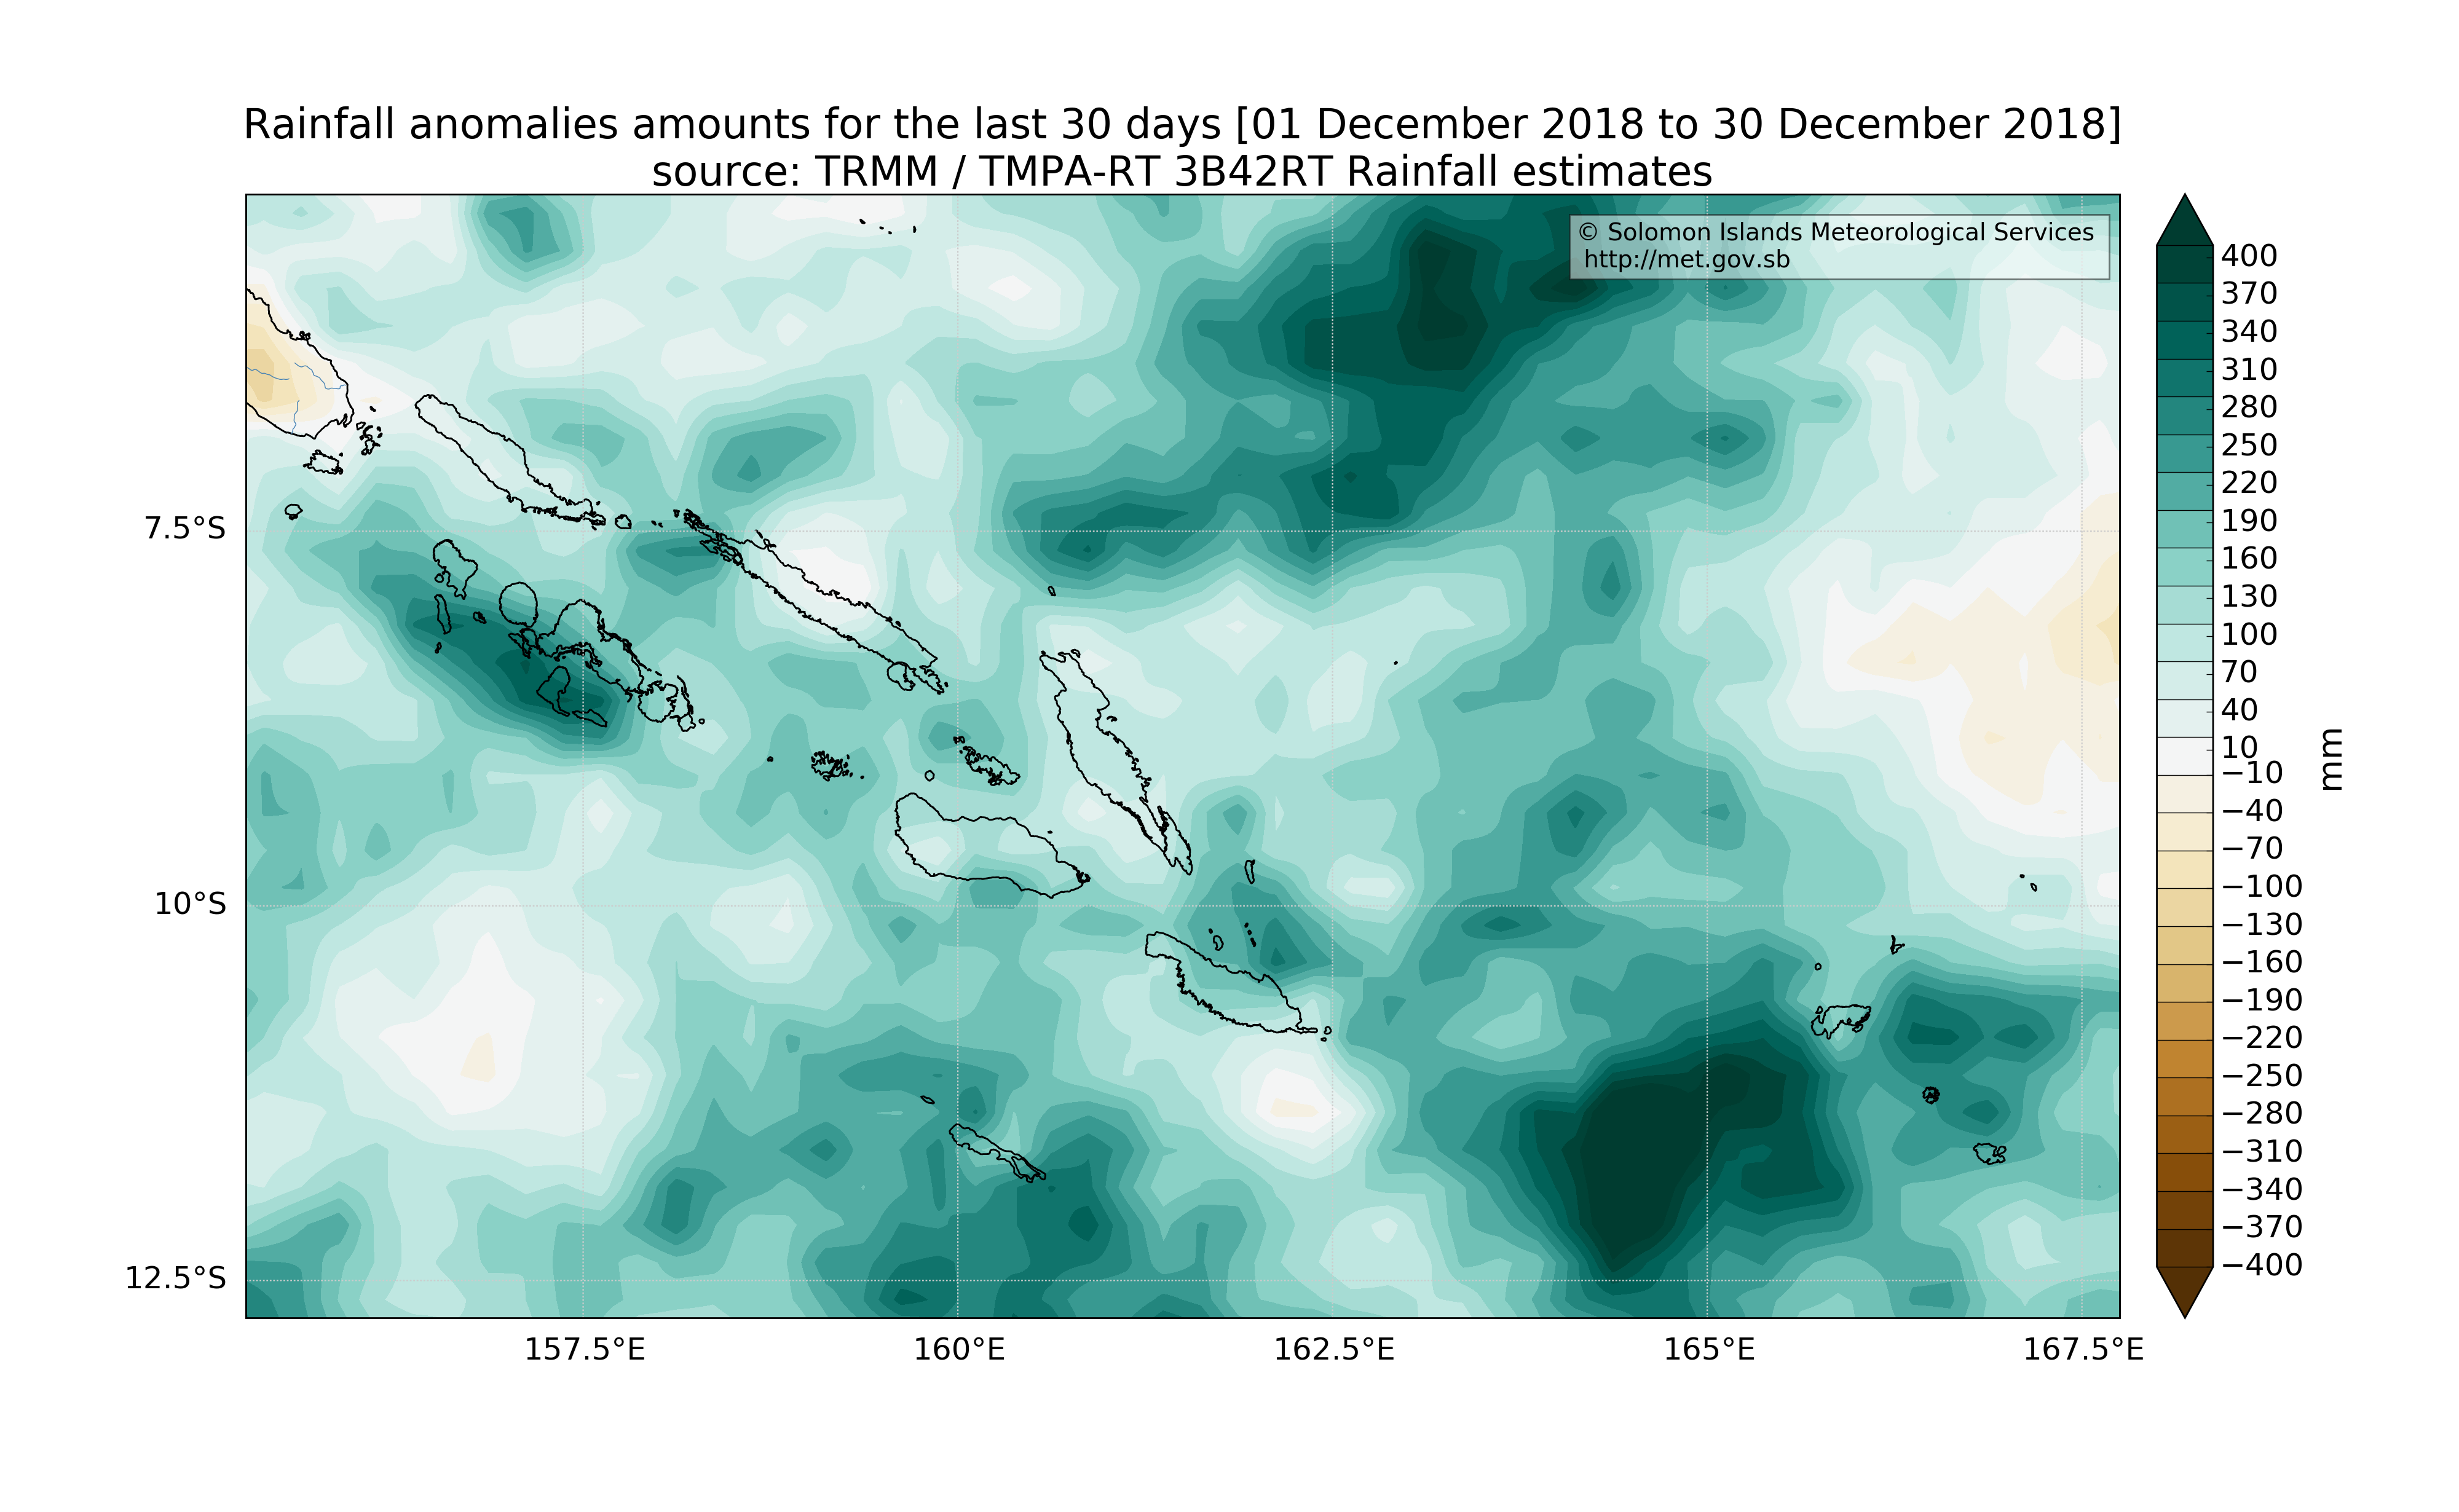 Rainfall anomalies amounts for the last 30 days [01 December 2018 to 30 December 2018]
source: TRMM / TMPA-RT 3B42RT Rainfall estimates
© Solomon Islands Meteorological Services
http://met.gov.sb
7.5°S
10°S
12.5°S
157.5°E
160°E
162.5°E
165°E
167.5°E
400
370
340
310
280
250
220
190
160
130
100
70
40
10
−10
−40
−70
−100
−130
−160
−190
−220
−250
−280
−310
−340
−370
−400
mm